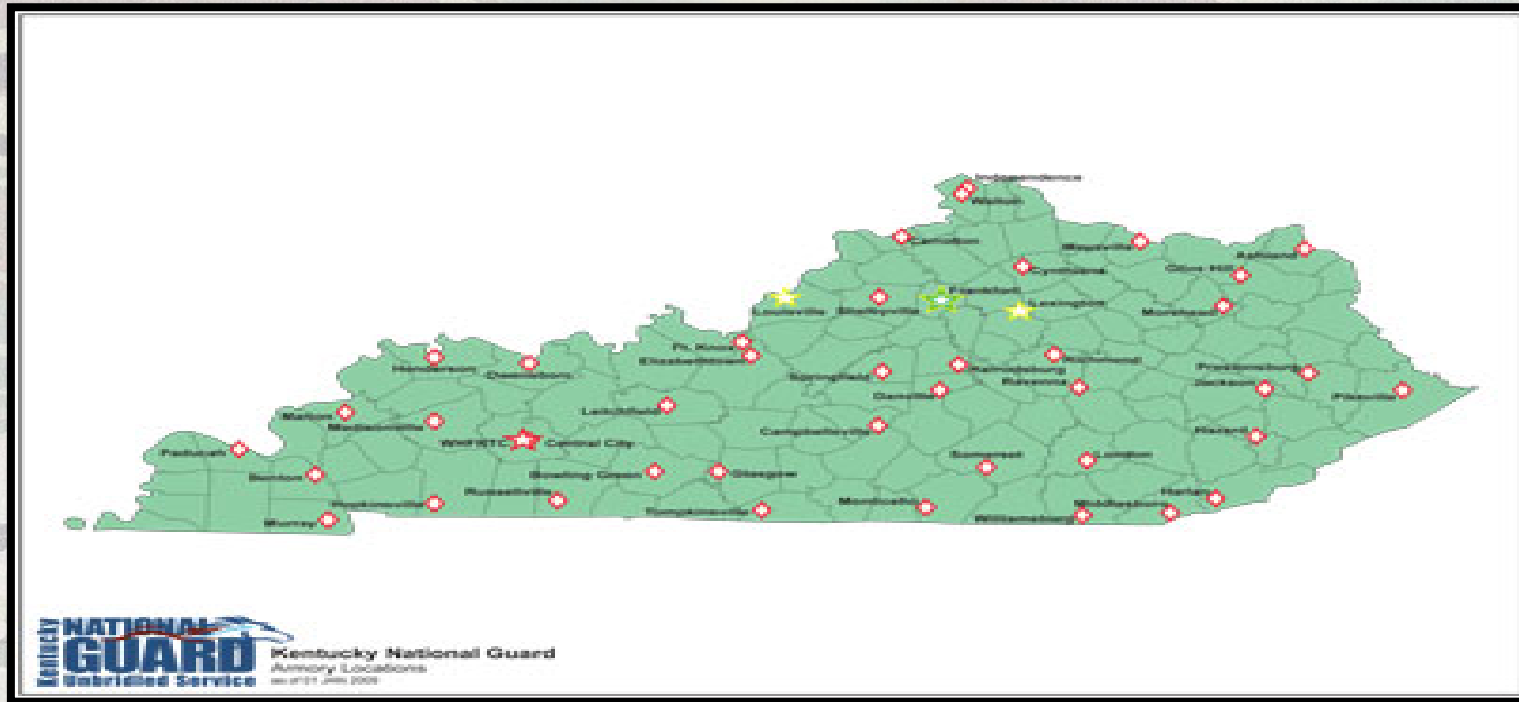 Independence
Walton
Carrollton
Maysville
Ashland
Olive Hill
Cynthiana
Frankfort
Lexington
Louisville
Shelbyville
Morehead
Ft. Knox
Elizabethtown
Richmond
Henderson
Owensboro
Springfield
Harrodsburg
Ravenna
Prestonsburg
Jackson
Danville
Pikeville
Marion
Leitchfield
Madisonville
Campbellsville
Hazard
WHFRTC
Central City
Paducah
Somerset
London
Benton
Bowling Green
Glasgow
Russellville
Harlan
Hopkinsville
Monticello
Middlesboro
Tompkinsville
Murray
Williamsburg
Kentucky
NATIONAL
GUARD
Unbridled Service
Kentucky National Guard
Armory Locations